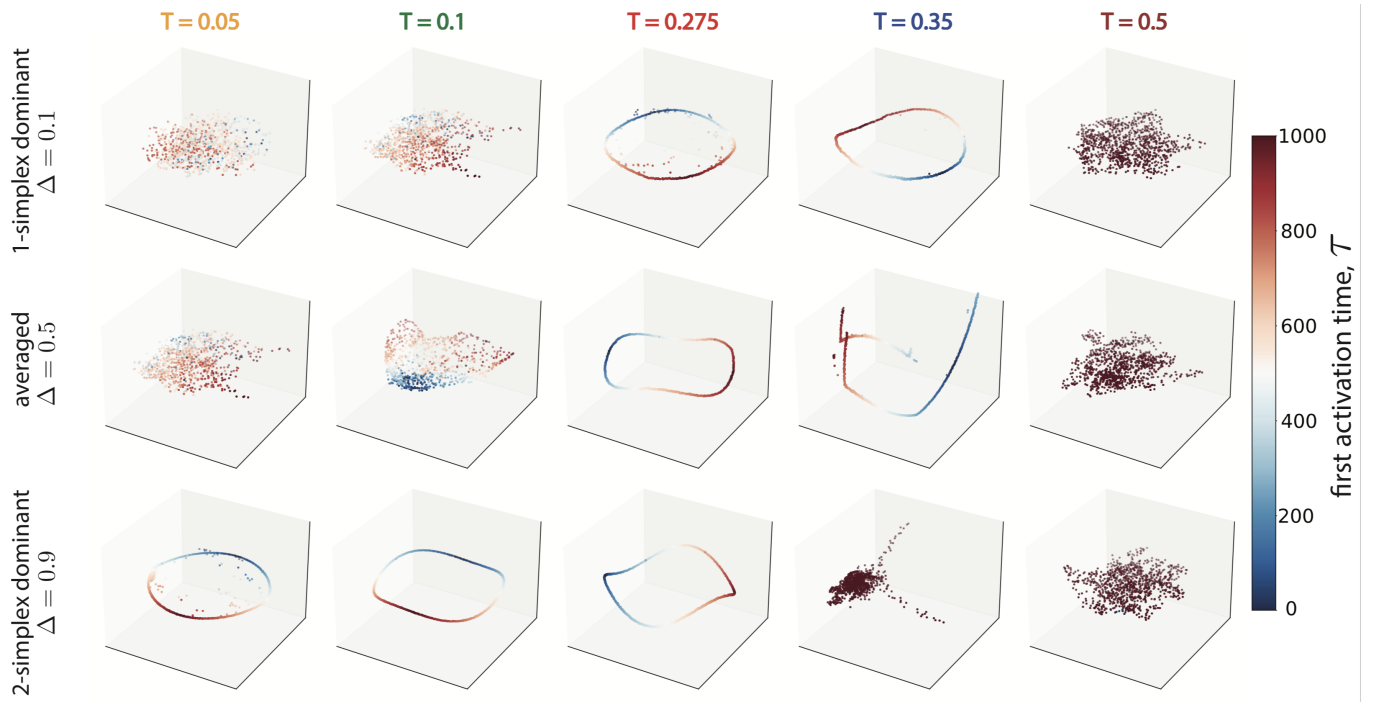 T = 0.05
T = 0.1
T = 0.275
T = 0.35
T = 0.5
1-simplex dominant
Δ = 0.1
averaged
Δ = 0.5
2-simplex dominant
Δ = 0.9
1000
800
600
400
200
0
first activation time, 𝒯